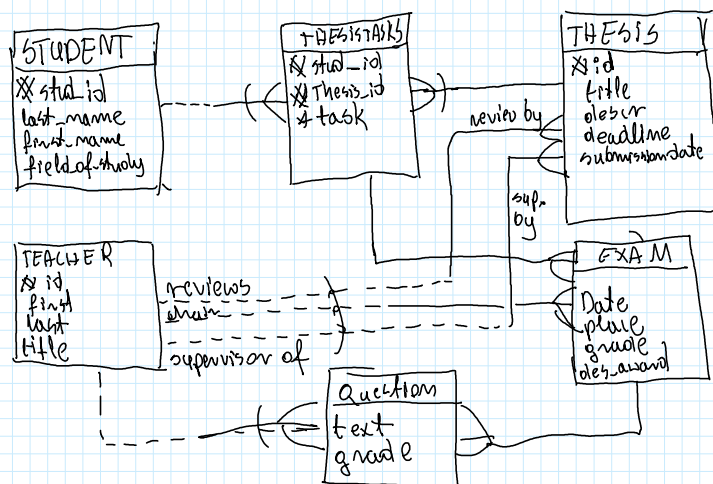 STUDENT
* stud_id
last_name
first_name
field_of_study
THESISTASKS
* stud_id
* Thesis_id
* task
THESIS
* id
title
descr
deadline
submissiondate
review by
sup.
by
TEACHER
* id
first
last
title
reviews
chair
supervisor of
EXAM
Date
place
grade
des_award
Question
text
grade